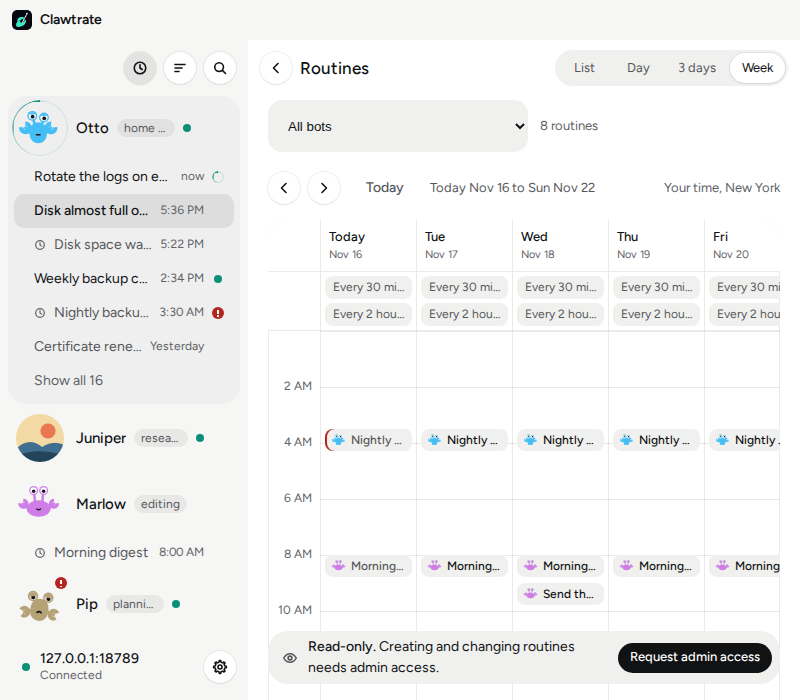 Clawtrate
Routines
List Day 3 days Week
Otto home ...
All bots
8 routines
Rotate the logs on e... now
Disk almost full o... 5:36 PM
Disk space wa... 5:22 PM
Weekly backup c... 2:34 PM
Nightly backu... 3:30 AM
Certificate rene... Yesterday
Show all 16
Juniper resea...
Marlow editing
Morning digest 8:00 AM
Pip planni...
127.0.0.1:18789
Connected
Today Today Nov 16 to Sun Nov 22 Your time, New York
Today Tue Wed Thu Fri
Nov 16 Nov 17 Nov 18 Nov 19 Nov 20
Every 30 mi... Every 30 mi... Every 30 mi... Every 30 mi... Every 30 mi
Every 2 hou... Every 2 hou... Every 2 hou... Every 2 hou... Every 2 hou
2 AM
4 AM Nightly ... Nightly ... Nightly ... Nightly ... Nightly .
6 AM
8 AM
Morning... Morning... Morning... Morning... Morning
Send th...
10 AM
Read-only. Creating and changing routines
needs admin access.
Request admin access